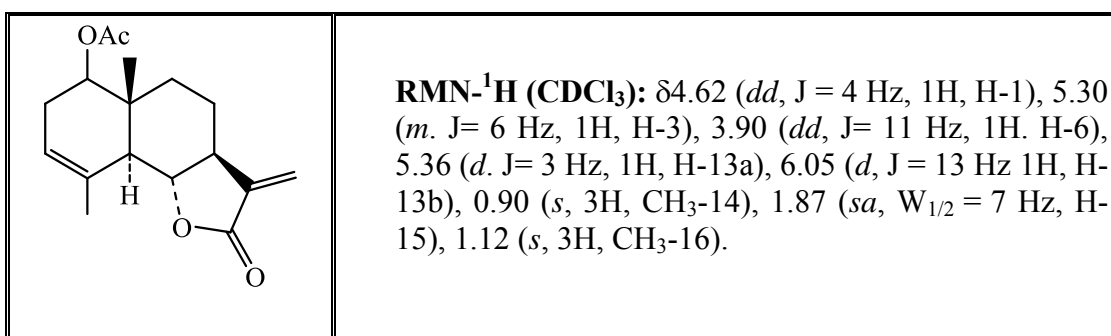 OAc
H
O
O
RMN-¹H (CDCl₃): δ4.62 (dd, J = 4 Hz, 1H, H-1), 5.30
(m. J= 6 Hz, 1H, H-3), 3.90 (dd, J= 11 Hz, 1H. H-6),
5.36 (d. J= 3 Hz, 1H, H-13a), 6.05 (d, J = 13 Hz 1H, H-
13b), 0.90 (s, 3H, CH₃-14), 1.87 (sa, W₁/₂ = 7 Hz, H-
15), 1.12 (s, 3H, CH₃-16).